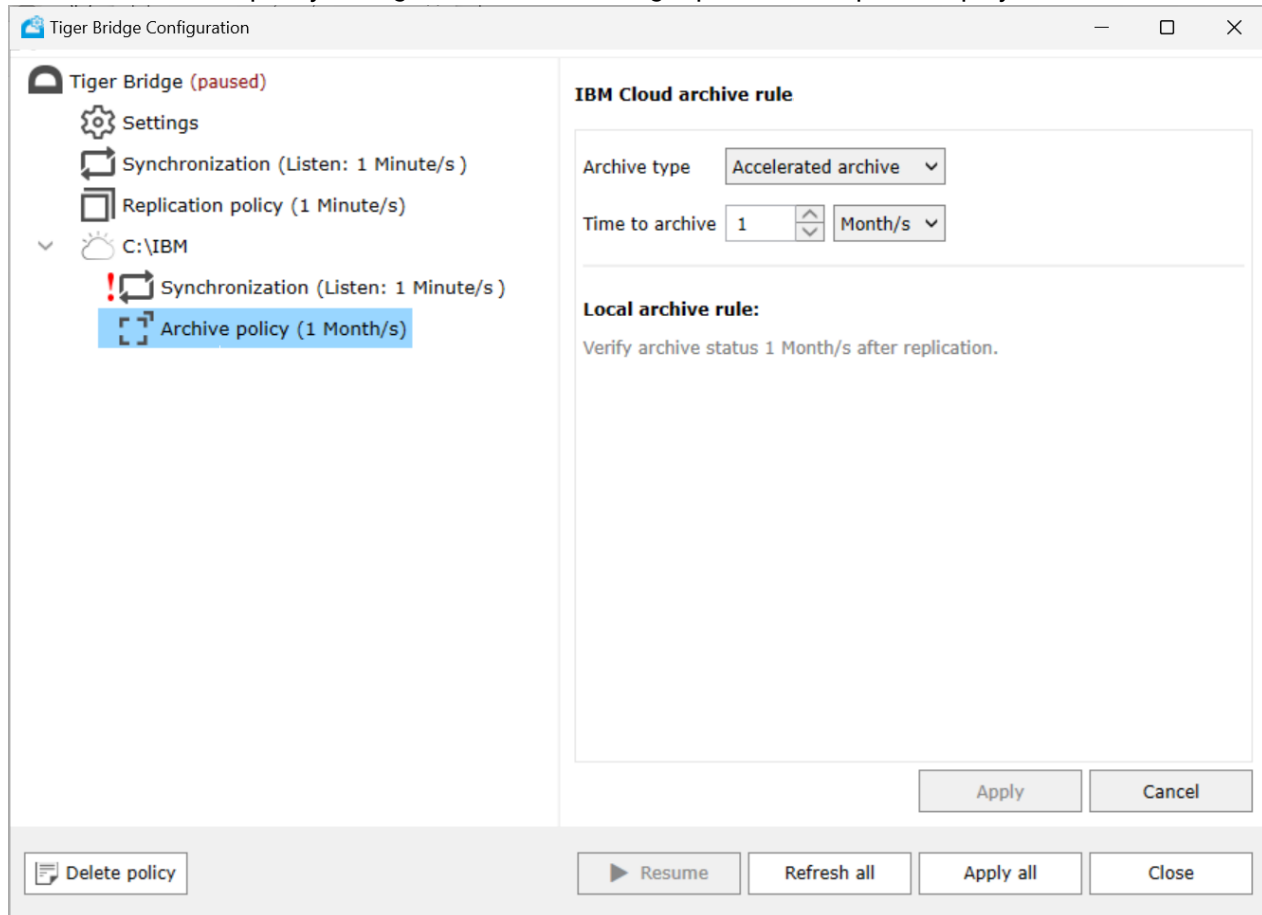 Tiger Bridge Configuration
Tiger Bridge (paused)
Settings
Synchronization (Listen: 1 Minute/s )
Replication policy (1 Minute/s)
C:\IBM
! Synchronization (Listen: 1 Minute/s )
Archive policy (1 Month/s)
IBM Cloud archive rule
Archive type Accelerated archive
Time to archive 1 Month/s
Local archive rule:
Verify archive status 1 Month/s after replication.
Apply Cancel
Delete policy Resume Refresh all Apply all Close